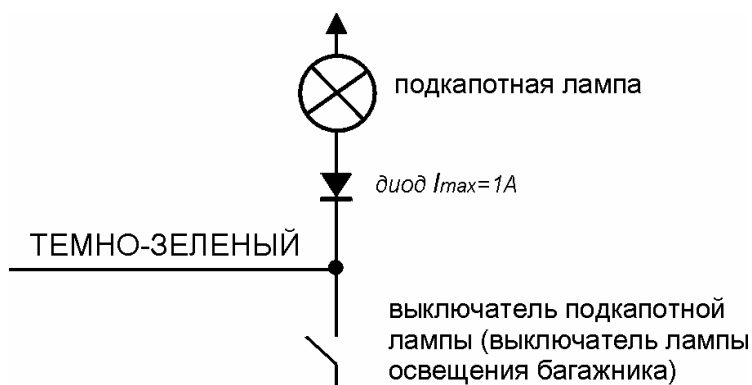 подкапотная лампа
диод Imax=1A
ТЕМНО-ЗЕЛЕНЫЙ
выключатель подкапотной
лампы (выключатель лампы
освещения багажника)